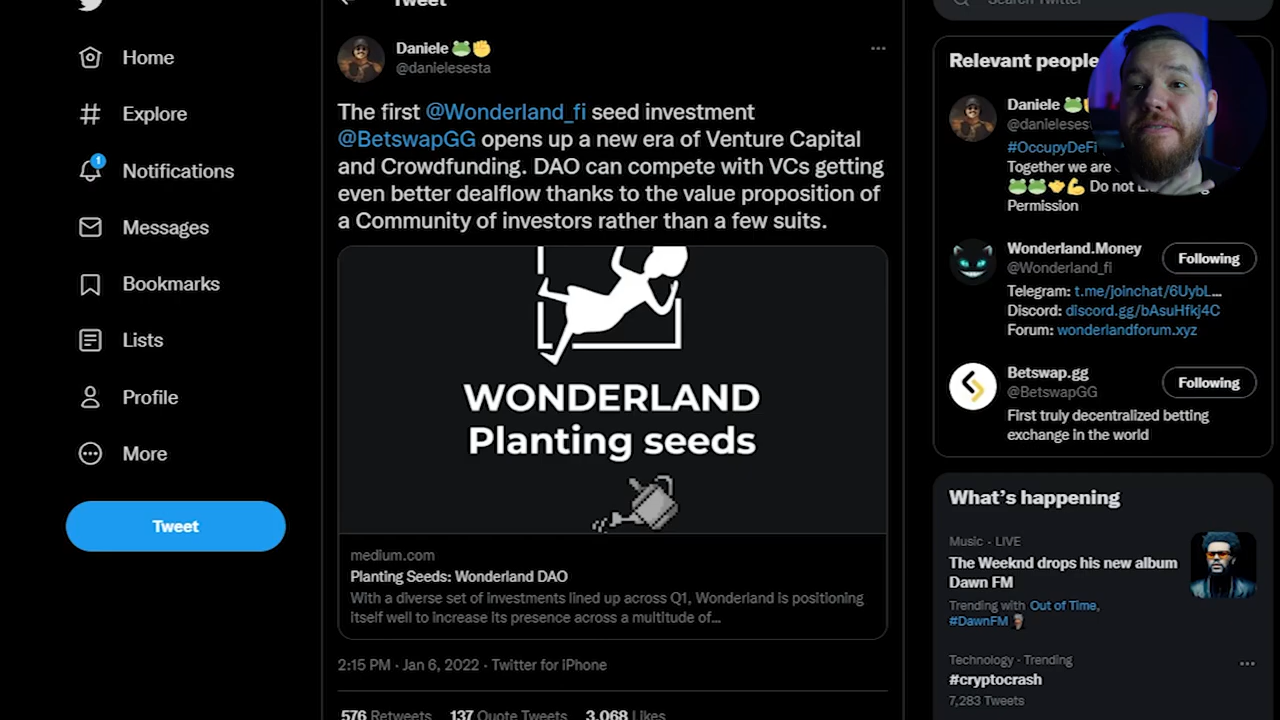 Home
Explore
1
Notifications
Messages
Bookmarks
Lists
Profile
More
Tweet
Tweet
Daniele 🐸✊
@danielesesta
The first @Wonderland_fi seed investment
@BetswapGG opens up a new era of Venture Capital
and Crowdfunding. DAO can compete with VCs getting
even better dealflow thanks to the value proposition of
a Community of investors rather than a few suits.
WONDERLAND
Planting seeds
medium.com
Planting Seeds: Wonderland DAO
With a diverse set of investments lined up across Q1, Wonderland is positioning
itself well to increase its presence across a multitude of...
2:15 PM · Jan 6, 2022 · Twitter for iPhone
576 Retweets 137 Quote Tweets 3,068 Likes
Search Twitter
Relevant people
Daniele 🐸
@danielesest
#OccupyDeFi
Together we are
🐸🐸 💪 Do not
Permission
Wonderland.Money
@Wonderland_fi
Following
Telegram: t.me/joinchat/6UybL...
Discord: discord.gg/bAsuHfkj4C
Forum: wonderlandforum.xyz
Betswap.gg
@BetswapGG
Following
First truly decentralized betting
exchange in the world
What's happening
Music · LIVE
The Weeknd drops his new album
Dawn FM
Trending with Out of Time,
#DawnFM
Technology · Trending
#cryptocrash
7,283 Tweets